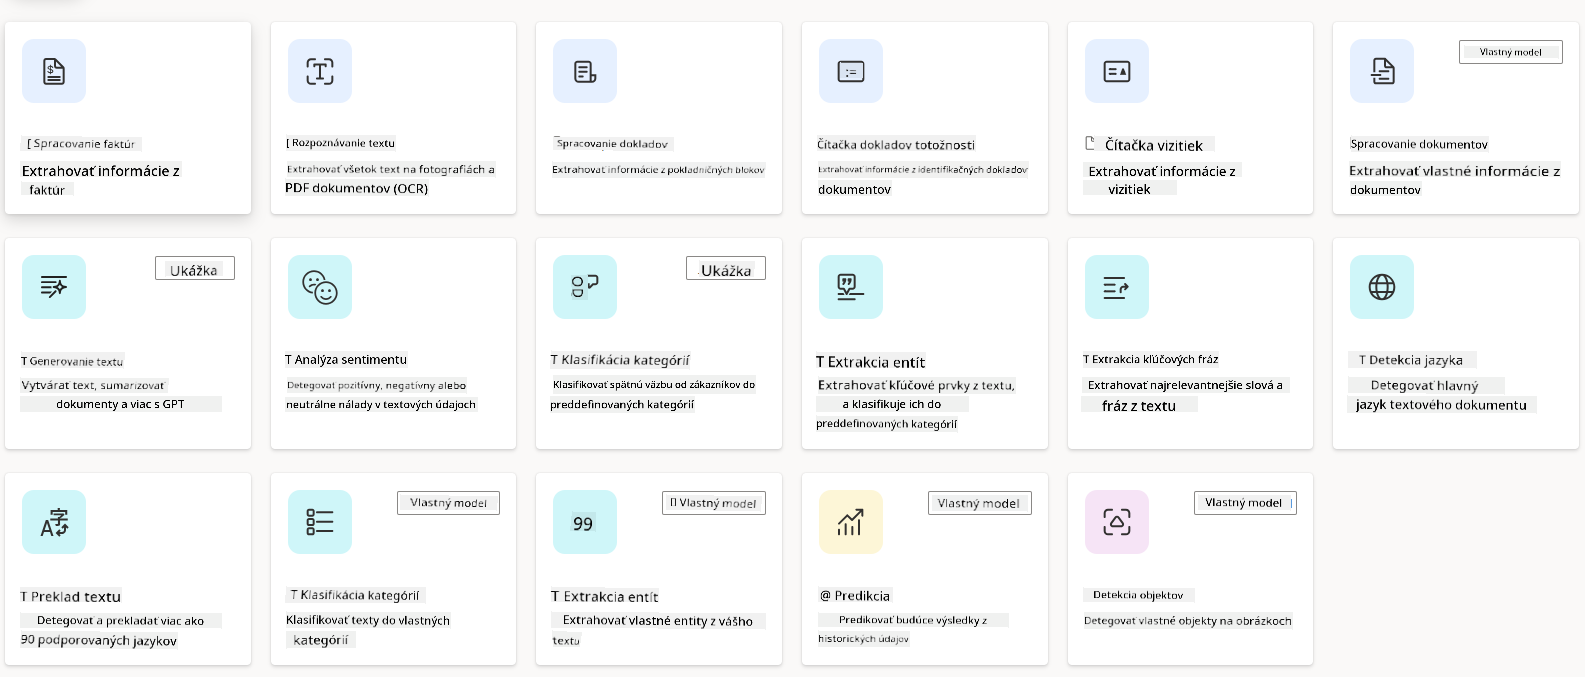 Vlastný model
[ Spracovanie faktúr
Extrahovať informácie z
faktúr
[ Rozpoznávanie textu
Extrahovať všetok text na fotografiách a
PDF dokumentov (OCR)
Spracovanie dokladov
Extrahovať informácie z pokladničných blokov
Čítačka dokladov totožnosti
Extrahovať informácie z identifikačných dokladov
dokumentov
Čítačka vizitiek
Extrahovať informácie z
vizitiek
Spracovanie dokumentov
Extrahovať vlastné informácie z
dokumentov
Ukážka
T Generovanie textu
Vytvárať text, sumarizovať
dokumenty a viac s GPT
T Analýza sentimentu
Detegovať pozitívny, negatívny alebo
neutrálne nálady v textových údajoch
Ukážka
T Klasifikácia kategórií
Klasifikovať spätnú väzbu od zákazníkov do
preddefinovaných kategórií
T Extrakcia entít
Extrahovať kľúčové prvky z textu,
a klasifikuje ich do
preddefinovaných kategórií
T Extrakcia kľúčových fráz
Extrahovať najrelevantnejšie slová a
fráz z textu
T Detekcia jazyka
Detegovať hlavný
jazyk textového dokumentu
T Preklad textu
Detegovať a prekladať viac ako
90 podporovaných jazykov
Vlastný model
T Klasifikácia kategórií
Klasifikovať texty do vlastných
kategórií
Vlastný model
99
T Extrakcia entít
Extrahovať vlastné entity z vášho
textu
Vlastný model
@ Predikcia
Predikovať budúce výsledky z
historických údajov
Vlastný model
Detekcia objektov
Detegovať vlastné objekty na obrázkoch